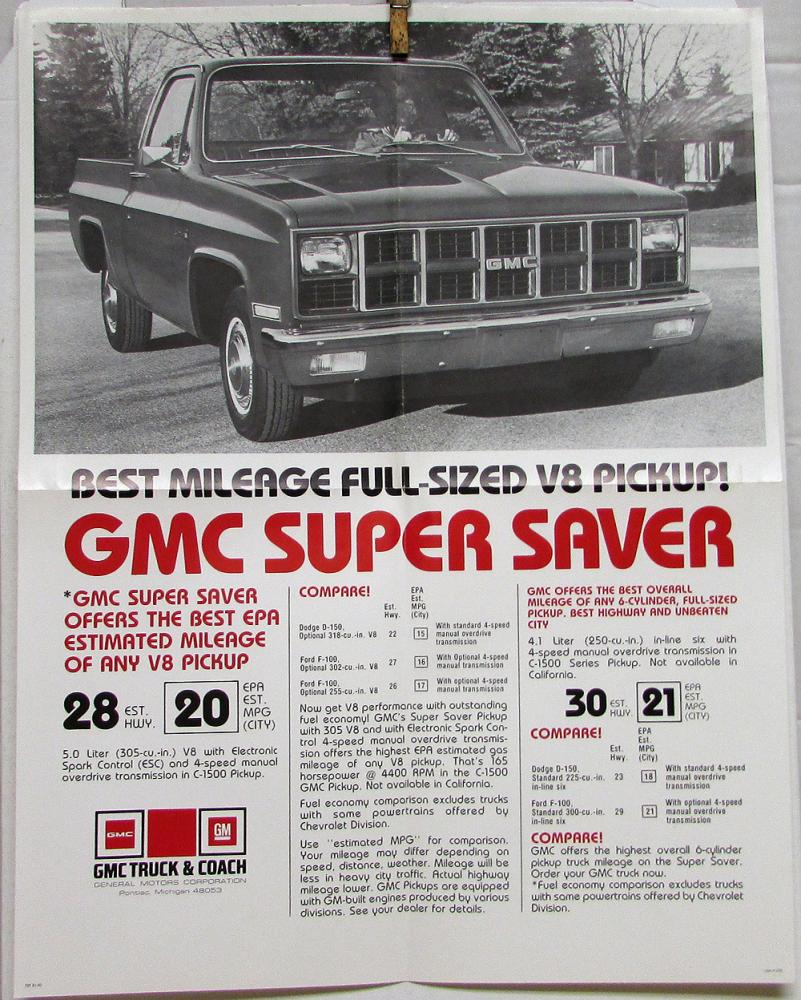 GMC
BEST MILEAGE FULL-SIZED V8 PICKUP!
GMC SUPER SAVER
*GMC SUPER SAVER
OFFERS THE BEST EPA
ESTIMATED MILEAGE
OF ANY V8 PICKUP
28 EST. HWY. 20 EPA EST. MPG (CITY)
5.0 Liter (305-cu.-in.) V8 with Electronic
Spark Control (ESC) and 4-speed manual
overdrive transmission in C-1500 Pickup.
GMC GM
GMC TRUCK & COACH
GENERAL MOTORS CORPORATION
Pontiac, Michigan 48053
COMPARE!
Est. Hwy. EPA Est. MPG (City)
Dodge D-150, Optional 318-cu.-in. V8 22 15 With standard 4-speed manual overdrive transmission
Ford F-100, Optional 302-cu.-in. V8 27 16 With Optional 4-speed manual transmission
Ford F-100, Optional 255-cu.-in. V8 26 17 With optional 4-speed manual transmission
Now get V8 performance with outstanding
fuel economy! GMC's Super Saver Pickup
with 305 V8 and with Electronic Spark Con-
trol 4-speed manual overdrive transmis-
sion offers the highest EPA estimated gas
mileage of any V8 pickup. That's 165
horsepower @ 4400 RPM in the C-1500
GMC Pickup. Not available in California.
Fuel economy comparison excludes trucks
with same powertrains offered by
Chevrolet Division.
Use "estimated MPG" for comparison.
Your mileage may differ depending on
speed, distance, weather. Mileage will be
less in heavy city traffic. Actual highway
mileage lower. GMC Pickups are equipped
with GM-built engines produced by various
divisions. See your dealer for details.
GMC OFFERS THE BEST OVERALL
MILEAGE OF ANY 6-CYLINDER, FULL-SIZED
PICKUP. BEST HIGHWAY AND UNBEATEN
CITY
4.1 Liter (250-cu.-in.) in-line six with
4-speed manual overdrive transmission in
C-1500 Series Pickup. Not available in
California.
30 EST. HWY. 21 EPA EST. MPG (CITY)
COMPARE!
Est. Hwy. EPA Est. MPG (City)
Dodge D-150, Standard 225-cu.-in. in-line six 23 18 With standard 4-speed manual overdrive transmission
Ford F-100, Standard 300-cu.-in. in-line six 29 21 With optional 4-speed manual overdrive transmission
COMPARE!
GMC offers the highest overall 6-cylinder
pickup truck mileage on the Super Saver.
Order your GMC truck now.
*Fuel economy comparison excludes trucks
with same powertrains offered by Chevrolet
Division.